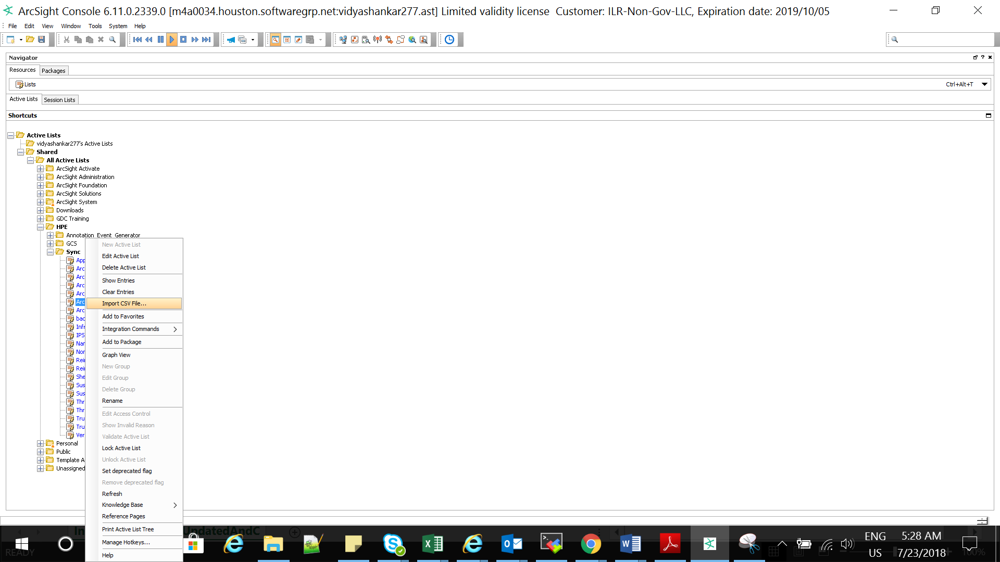 ArcSight Console 6.11.0.2339.0 [m4a0034.houston.softwaregrp.net:vidyashankar277.ast] Limited validity license  Customer: ILR-Non-Gov-LLC, Expiration date: 2019/10/05
File Edit View Window Tools System Help
Navigator
Resources Packages
Lists Ctrl+Alt+T
Active Lists Session Lists
Shortcuts
Active Lists
vidyashankar277's Active Lists
Shared
All Active Lists
ArcSight Activate
ArcSight Administration
ArcSight Foundation
ArcSight Solutions
ArcSight System
Downloads
GDC Training
HPE
Annotation_Event_Generator
GCS
Sync
App
Arc
Arc
Arc
Arc
Arc
Arc
bac
Infr
IPS
Nar
Nor
Rei
Rei
She
Sus
Sus
Thr
Thr
Tru
Tru
Ver
Personal
Public
Template A
Unassigned
New Active List
Edit Active List
Delete Active List
Show Entries
Clear Entries
Import CSV File...
Add to Favorites
Integration Commands
Add to Package
Graph View
New Group
Edit Group
Delete Group
Rename
Edit Access Control
Show Invalid Reason
Validate Active List
Lock Active List
Unlock Active List
Set deprecated flag
Remove deprecated flag
Refresh
Knowledge Base
Reference Pages
Print Active List Tree
Manage Hotkeys...
Help
In UpdatedAndC
READY
ENG
US
5:28 AM
7/23/2018
100%